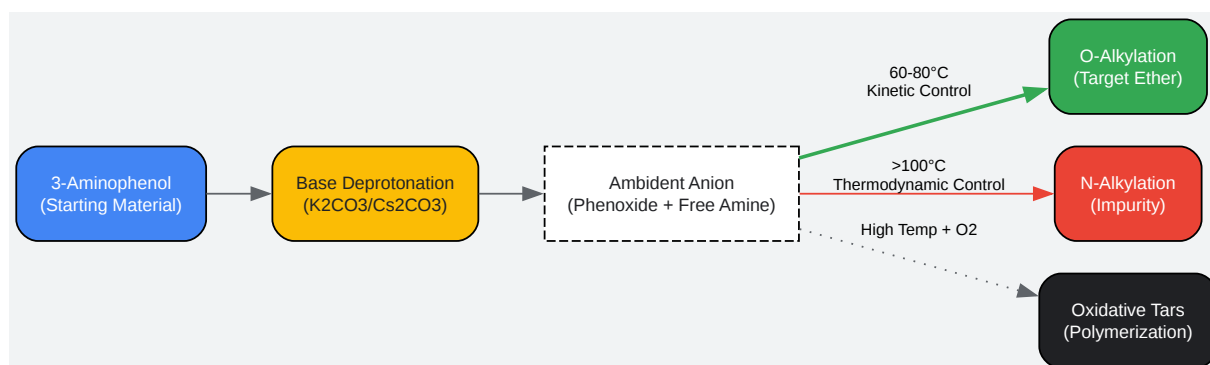 3-Aminophenol
(Starting Material)
Base Deprotonation
(K2CO3/Cs2CO3)
Ambident Anion
(Phenoxide + Free Amine)
60-80°C
Kinetic Control
>100°C
Thermodynamic Control
High Temp + O2
O-Alkylation
(Target Ether)
N-Alkylation
(Impurity)
Oxidative Tars
(Polymerization)